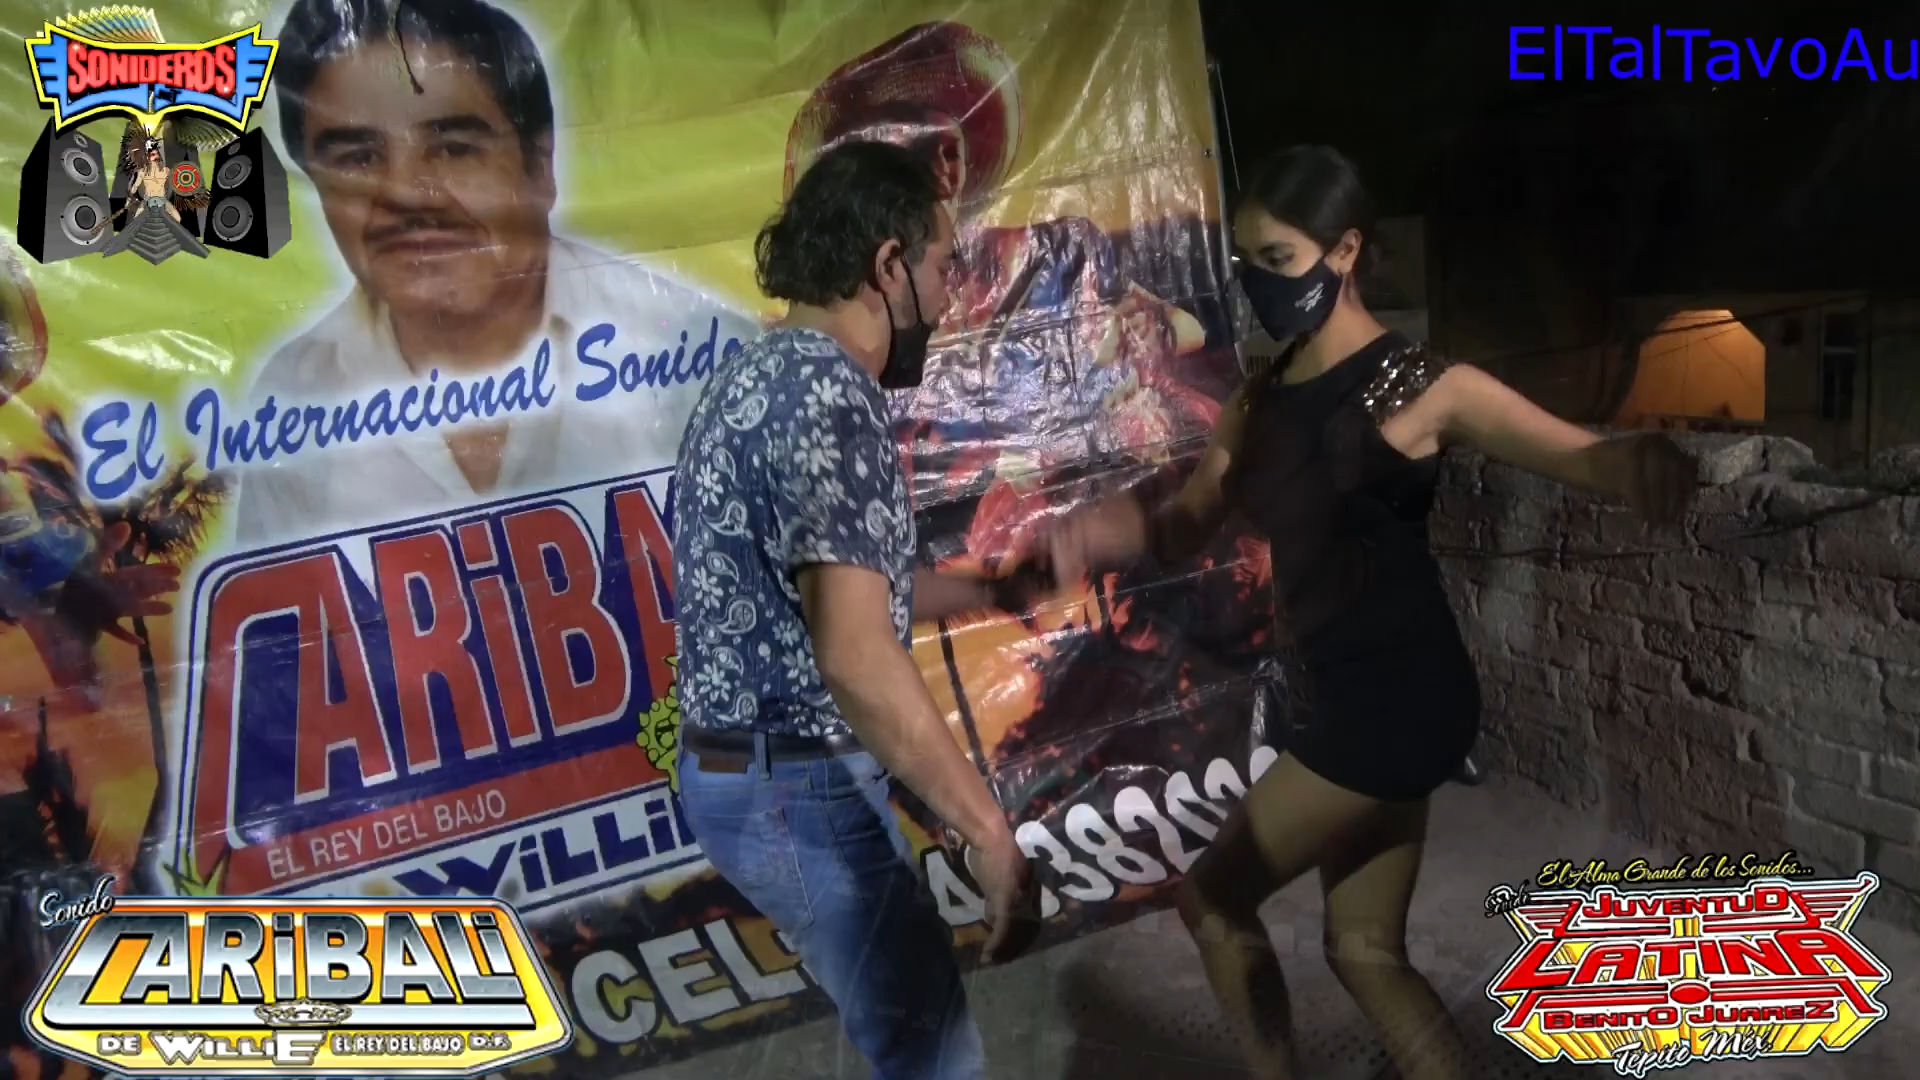 SONIDEROS
ElTalTavoAu
El Internacional Sonido
CARIBA
EL REY DEL BAJO
WiLLiE
CEL.
Sonido
CARIBALi
DE WILLIE EL REY DEL BAJO D.F.
El Alma Grande de los Sonidos...
Sonido
JUVENTUD
LATINA
BENITO JUAREZ
Tepito Mex!